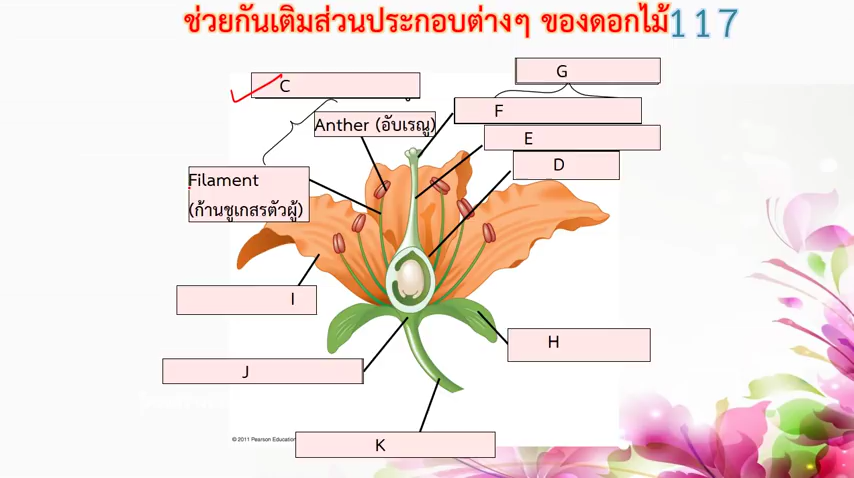 ช่วยกันเติมส่วนประกอบต่างๆ ของดอกไม้117
G
C
F
Anther (อับเรณู)
E
D
Filament
(ก้านชูเกสรตัวผู้)
I
H
J
K
© 2011 Pearson Education